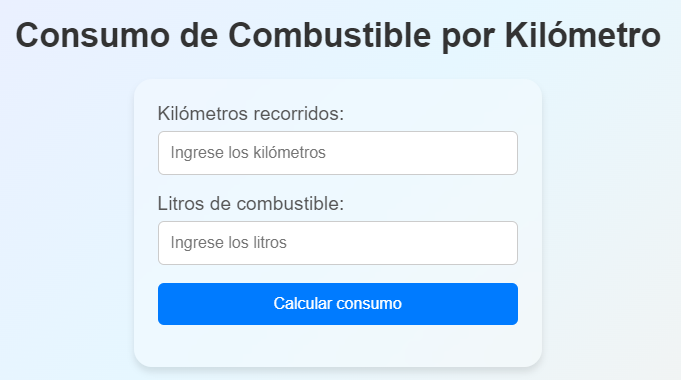 Consumo de Combustible por Kilómetro
Kilómetros recorridos:
Ingrese los kilómetros
Litros de combustible:
Ingrese los litros
Calcular consumo